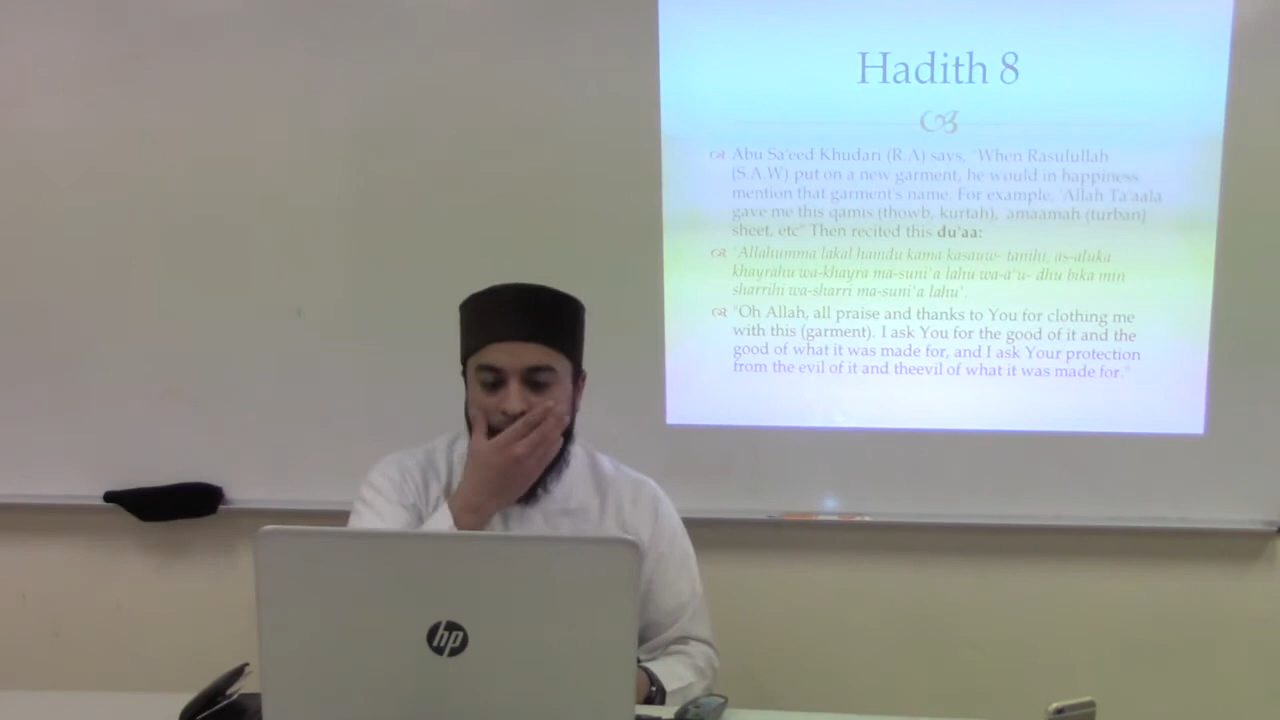 Hadith 8
Abu Sa'eed Khudari (R.A) says, "When Rasulullah
(S.A.W) put on a new garment, he would in happiness
mention that garment's name. For example, 'Allah Ta'aala
gave me this qamis (thowb, kurtah), 'amaamah (turban)
sheet, etc" Then recited this du'aa:
'Allahumma lakal hamdu kama kasauw- tanihi, as-aluka
khayrahu wa-khayra ma-suni'a lahu wa-a'u- dhu bika min
sharrihi wa-sharri ma-suni'a lahu'.
"Oh Allah, all praise and thanks to You for clothing me
with this (garment). I ask You for the good of it and the
good of what it was made for, and I ask Your protection
from the evil of it and theevil of what it was made for."
hp